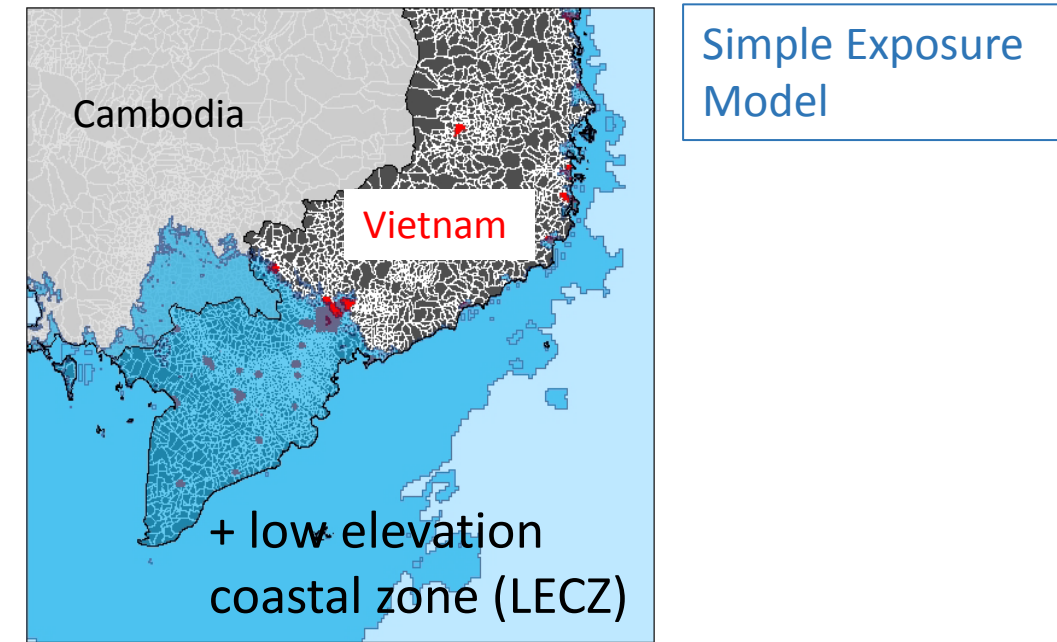 Simple Exposure
Model
Cambodia
Vietnam
+ low elevation
coastal zone (LECZ)